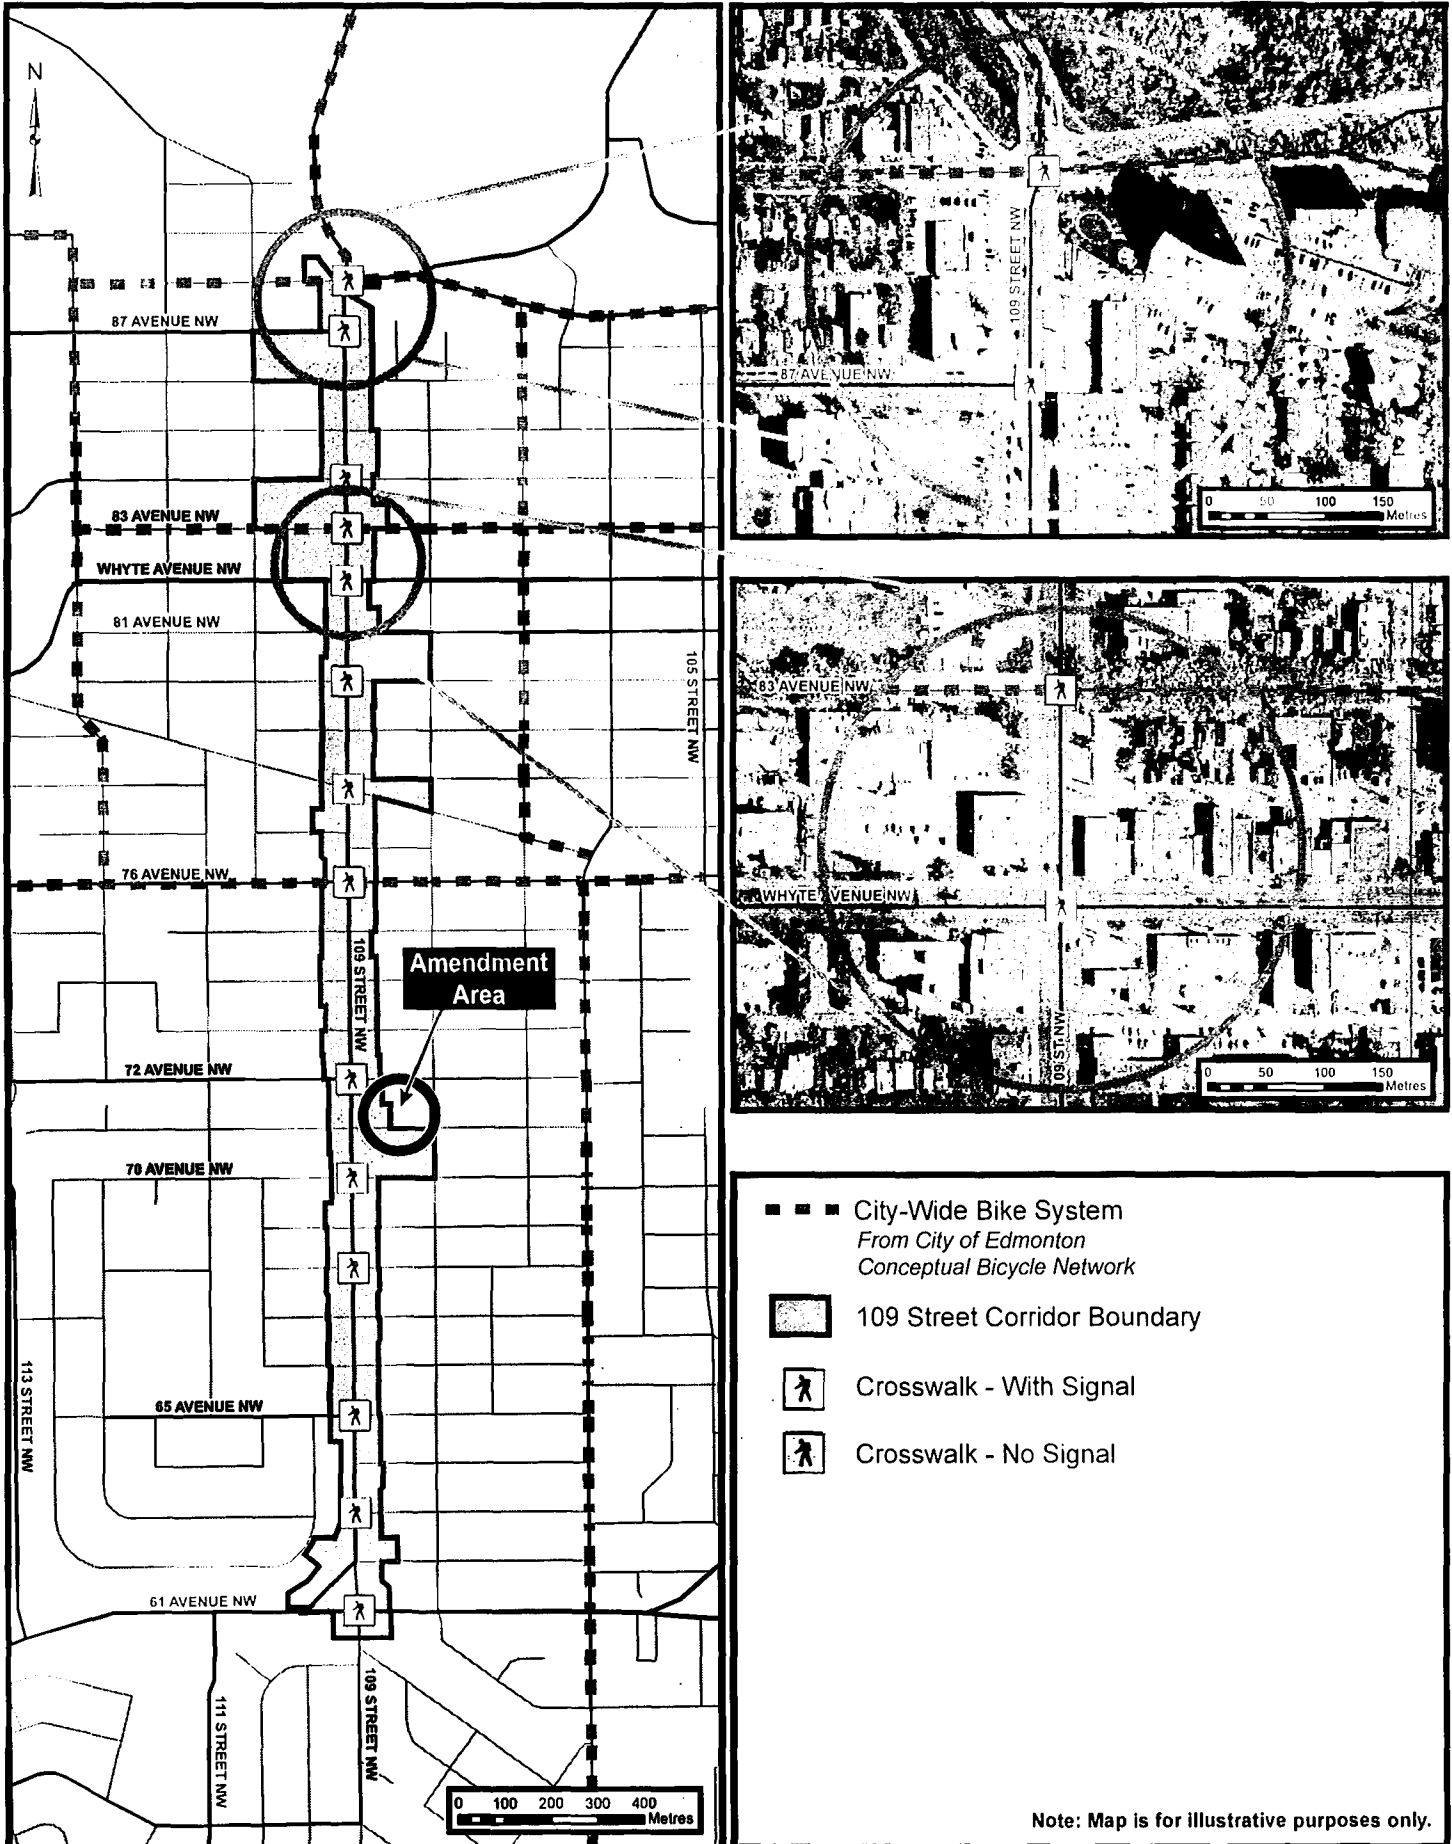 N
87 AVENUE NW
83 AVENUE NW
WHYTE AVENUE NW
81 AVENUE NW
105 STREET NW
76 AVENUE NW
109 STREET NW
Amendment
Area
72 AVENUE NW
70 AVENUE NW
113 STREET NW
65 AVENUE NW
61 AVENUE NW
111 STREET NW
109 STREET NW
0 100 200 300 400
Metres
109 STREET NW
87 AVENUE NW
0 50 100 150
Metres
83 AVENUE NW
WHYTE AVENUE NW
09 ST NW
0 50 100 150
Metres
City-Wide Bike System
From City of Edmonton
Conceptual Bicycle Network
109 Street Corridor Boundary
Crosswalk - With Signal
Crosswalk - No Signal
Note: Map is for illustrative purposes only.